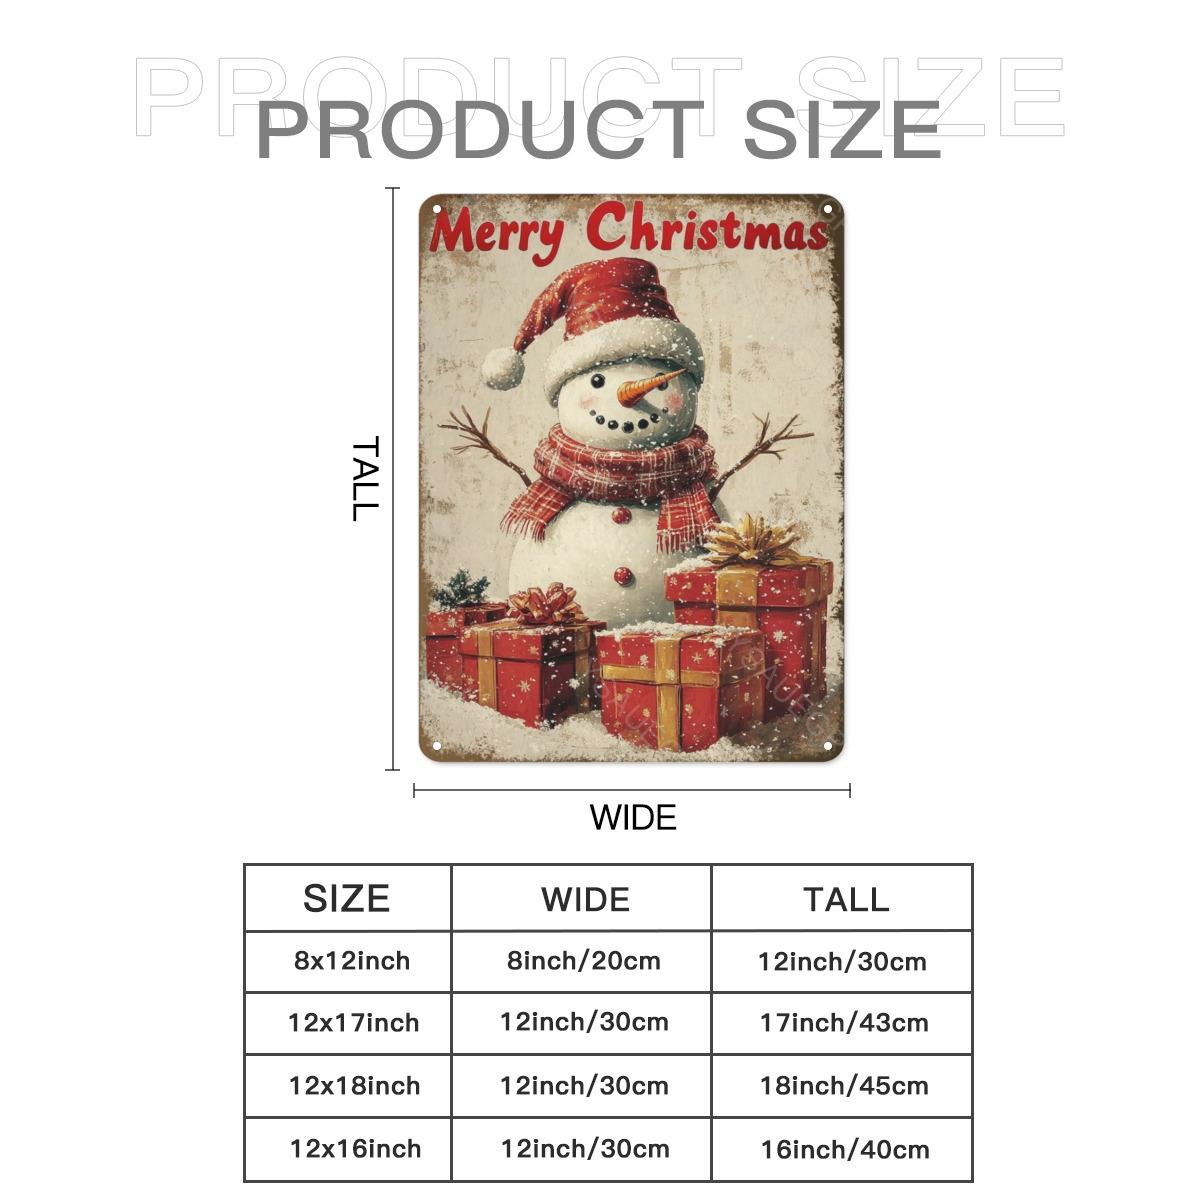 PRODUCT SIZE
PRODUCT SIZE
Merry Christmas
TALL
WIDE
SIZE WIDE TALL
8x12inch 8inch/20cm 12inch/30cm
12x17inch 12inch/30cm 17inch/43cm
12x18inch 12inch/30cm 18inch/45cm
12x16inch 12inch/30cm 16inch/40cm